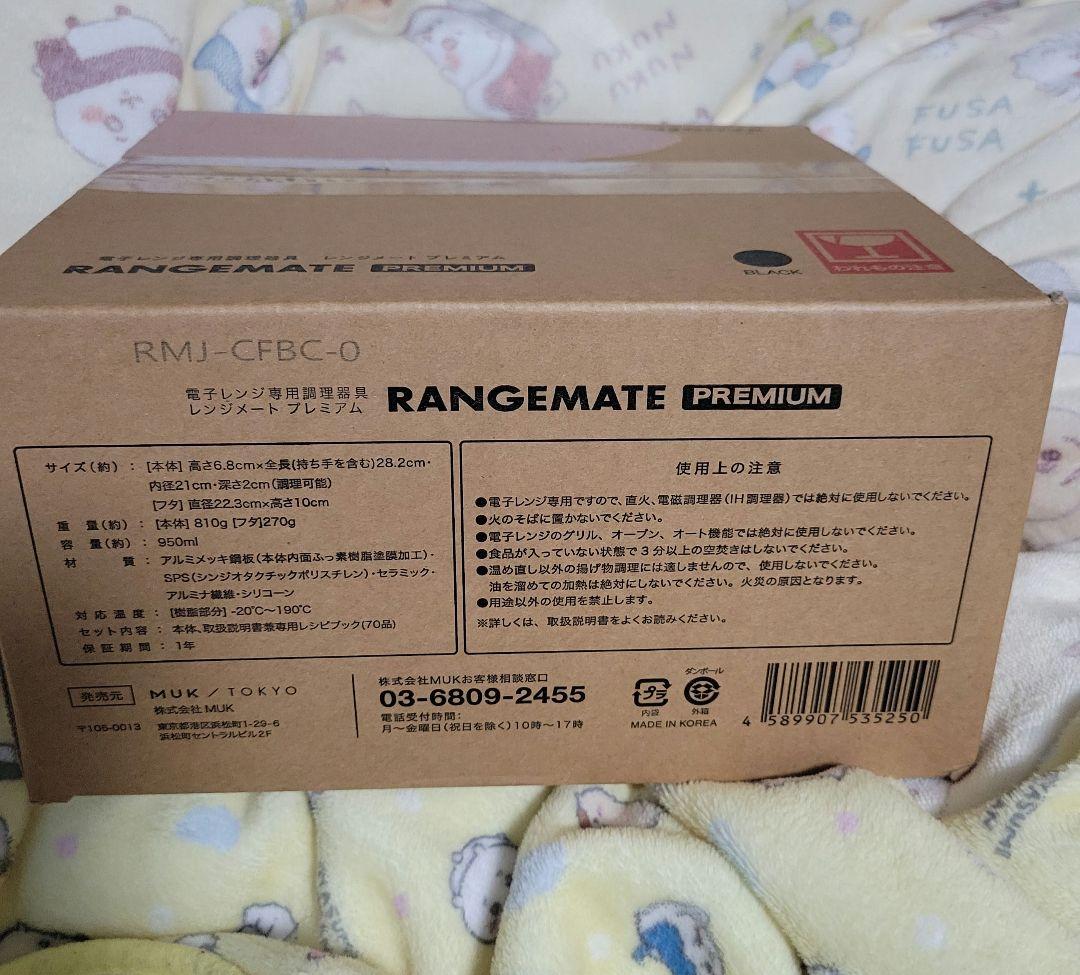 NUKU
NUKU
FUSA
FUSA
電子レンジ専用調理器具 レンジメート プレミアム
RANGEMATE PREMIUM
BLACK
われもの注意
RMJ-CFBC-0
電子レンジ専用調理器具
レンジメート プレミアム
RANGEMATE PREMIUM
サイズ(約) : [本体] 高さ6.8cm×全長(持ち手を含む)28.2cm・
内径21cm・深さ2cm(調理可能)
[フタ] 直径22.3cm×高さ10cm
重量(約) : [本体] 810g [フタ]270g
容量(約) : 950ml
材質 : アルミメッキ鋼板(本体内面ふっ素樹脂塗膜加工)・
SPS(シンジオタクチックポリスチレン)・セラミック・
アルミナ繊維・シリコーン
対応温度 : [樹脂部分] -20℃~190℃
セット内容 : 本体、取扱説明書兼専用レシピブック(70品)
保証期間 : 1年
使用上の注意
●電子レンジ専用ですので、直火、電磁調理器(IH調理器)では絶対に使用しないでください。
●火のそばに置かないでください。
●電子レンジのグリル、オーブン、オート機能では絶対に使用しないでください。
●食品が入っていない状態で3分以上の空焚きはしないでください。
●温め直し以外の揚げ物調理には適しませんので、使用しないでください。
油を溜めての加熱は絶対にしないでください。火災の原因となります。
●用途以外の使用を禁止します。
※詳しくは、取扱説明書をよくお読みください。
発売元
MUK / TOKYO
株式会社MUK
〒105-0013 東京都港区浜松町1-29-6
浜松町セントラルビル2F
株式会社MUKお客様相談窓口
03-6809-2455
電話受付時間:
月~金曜日(祝日を除く)10時~17時
プラ
内容
ダンボール
外箱
MADE IN KOREA
4 589907 535250